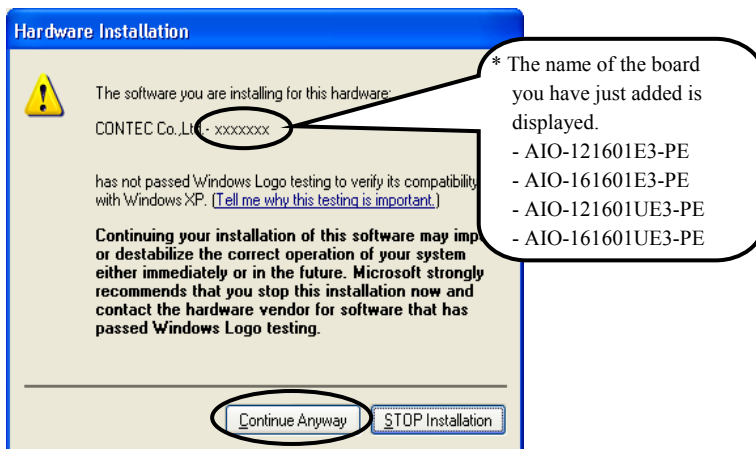 Hardware Installation
The software you are installing for this hardware:
CONTEC Co.,Ltd.- xxxxxxx
has not passed Windows Logo testing to verify its compatibility
with Windows XP. (Tell me why this testing is important.)
Continuing your installation of this software may
or destabilize the correct operation of your system
either immediately or in the future. Microsoft strongly
recommends that you stop this installation now and
contact the hardware vendor for software that has
passed Windows Logo testing.
Continue Anyway
STOP Installation
* The name of the board
you have just added is
displayed.
- AIO-121601E3-PE
- AIO-161601E3-PE
- AIO-121601UE3-PE
- AIO-161601UE3-PE